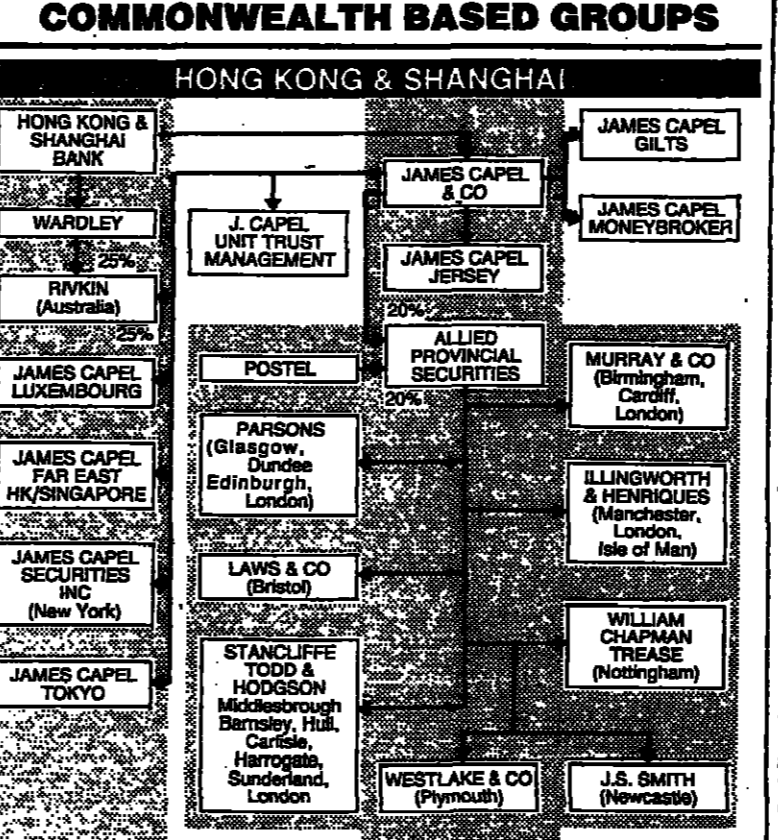 COMMONWEALTH BASED GROUPS
HONG KONG & SHANGHAI
HONG KONG &
SHANGHAI
BANK
WARDLEY
25%
RIVKIN
(Australia)
25%
JAMES CAPEL
LUXEMBOURG
JAMES CAPEL
FAR EAST
HK/SINGAPORE
JAMES CAPEL
SECURITIES
INC
(New York)
JAMES CAPEL
TOKYO
J. CAPEL
UNIT TRUST
MANAGEMENT
JAMES CAPEL
& CO
JAMES CAPEL
GILTS
JAMES CAPEL
MONEYBROKER
JAMES CAPEL
JERSEY
20%
ALLIED
PROVINCIAL
SECURITIES
20%
POSTEL
PARSONS
(Glasgow,
Dundee
Edinburgh,
London)
LAWS & CO
(Bristol)
STANCLIFFE
TODD &
HODGSON
Middlesbrough
Barnsley, Hull,
Carlisle,
Harrogate,
Sunderland,
London
MURRAY & CO
(Birmingham,
Cardiff,
London)
ILLINGWORTH
& HENRIQUES
(Manchester,
London,
Isle of Man)
WILLIAM
CHAPMAN
TREASE
(Nottingham)
WESTLAKE & CO
(Plymouth)
J.S. SMITH
(Newcastle)